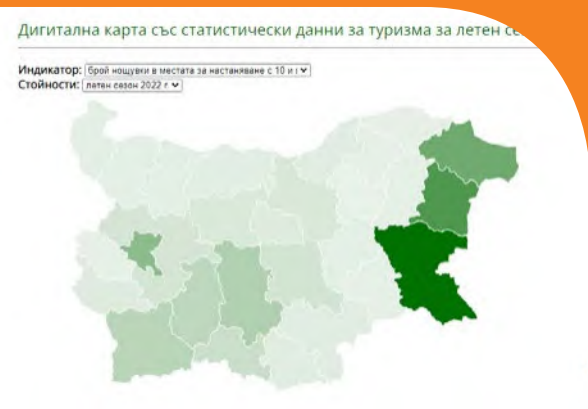 Дигитална карта със статистически данни за туризма за летен се
Индикатор: брой нощувки в местата за настаняване с 10 и
Стойности: летен сезон 2022 г.